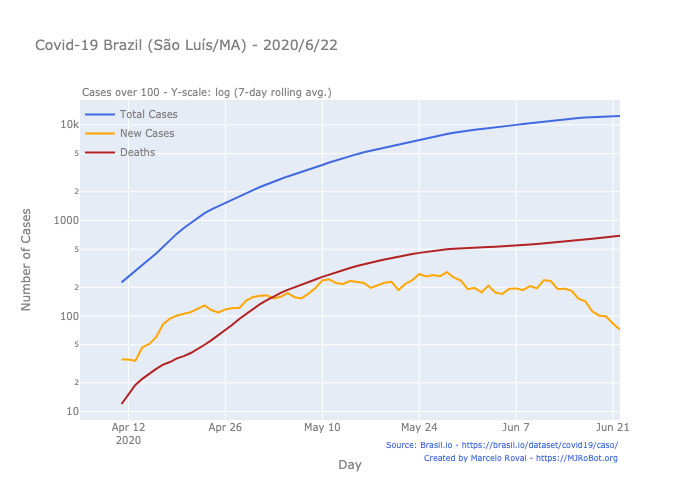 Covid-19 Brazil (São Luís/MA) - 2020/6/22
Cases over 100 - Y-scale: log (7-day rolling avg.)
Total Cases
New Cases
Deaths
10k
5
2
1000
5
2
100
5
2
10
Number of Cases
Apr 12
2020
Apr 26
May 10
May 24
Jun 7
Jun 21
Day
Source: Brasil.io - https://brasil.io/dataset/covid19/caso/
Created by Marcelo Rovai - https://MJRoBot.org